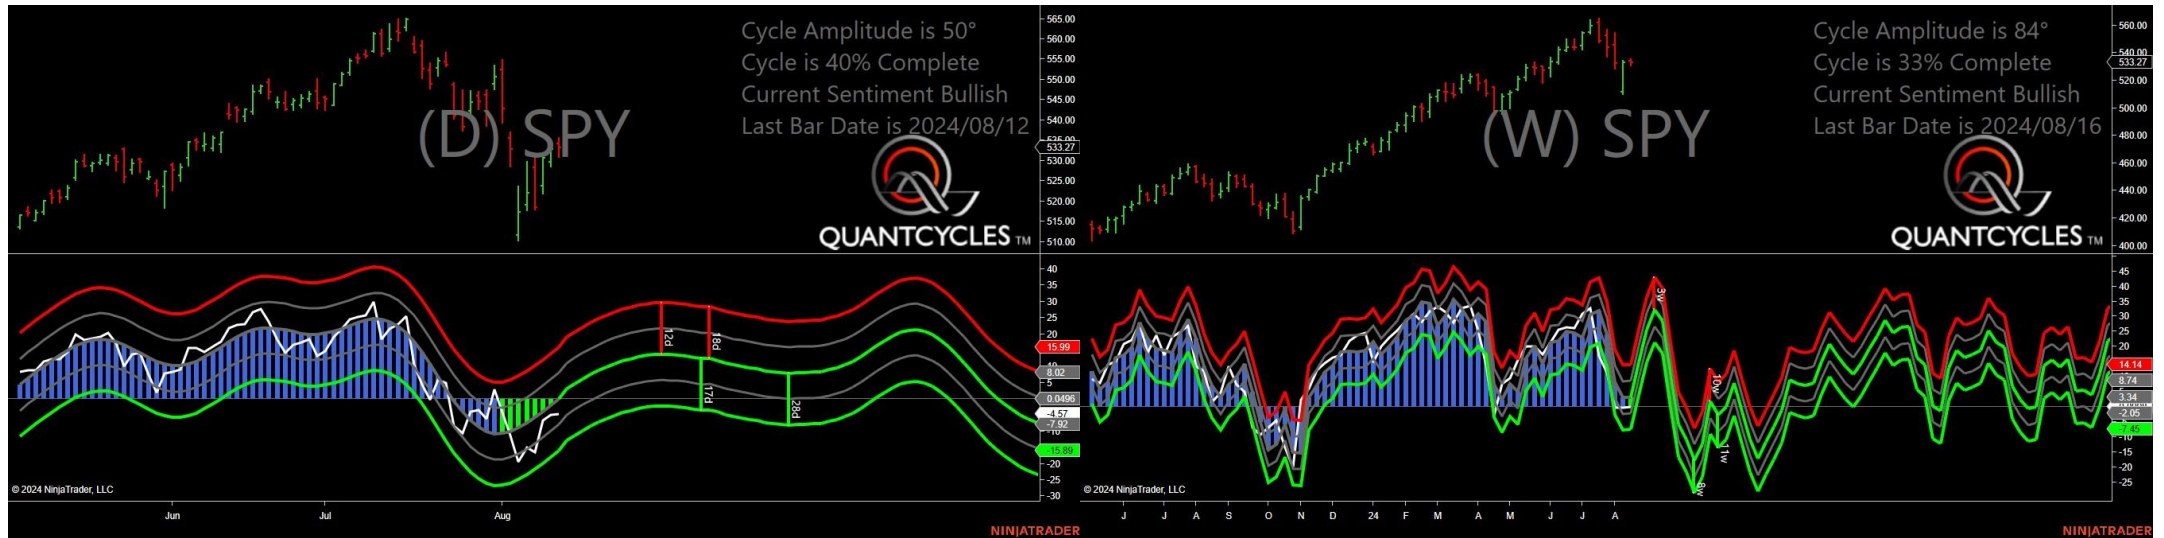 Cycle Amplitude is 50°
Cycle is 40% Complete
Current Sentiment Bullish
Last Bar Date is 2024/08/12
(D) SPY
QUANTCYCLES TM
565.00
560.00
555.00
550.00
545.00
540.00
533.27
530.00
525.00
520.00
515.00
510.00
40
35
30
25
20
15.99
8.02
5
0.0496
-4.57
-7.92
-15.89
-20
-25
-30
12d
18d
17d
28d
© 2024 NinjaTrader, LLC
Jun
Jul
Aug
NINJATRADER
Cycle Amplitude is 84°
Cycle is 33% Complete
Current Sentiment Bullish
Last Bar Date is 2024/08/16
(W) SPY
QUANTCYCLES TM
560.00
540.00
533.27
520.00
500.00
480.00
460.00
440.00
420.00
400.00
45
40
35
30
25
20
14.14
8.74
3.34
-2.05
-7.45
-10
-15
-20
-25
3w
10w
11w
8w
© 2024 NinjaTrader, LLC
J
J
A
S
O
N
D
24
F
M
A
M
J
J
A
NINJATRADER